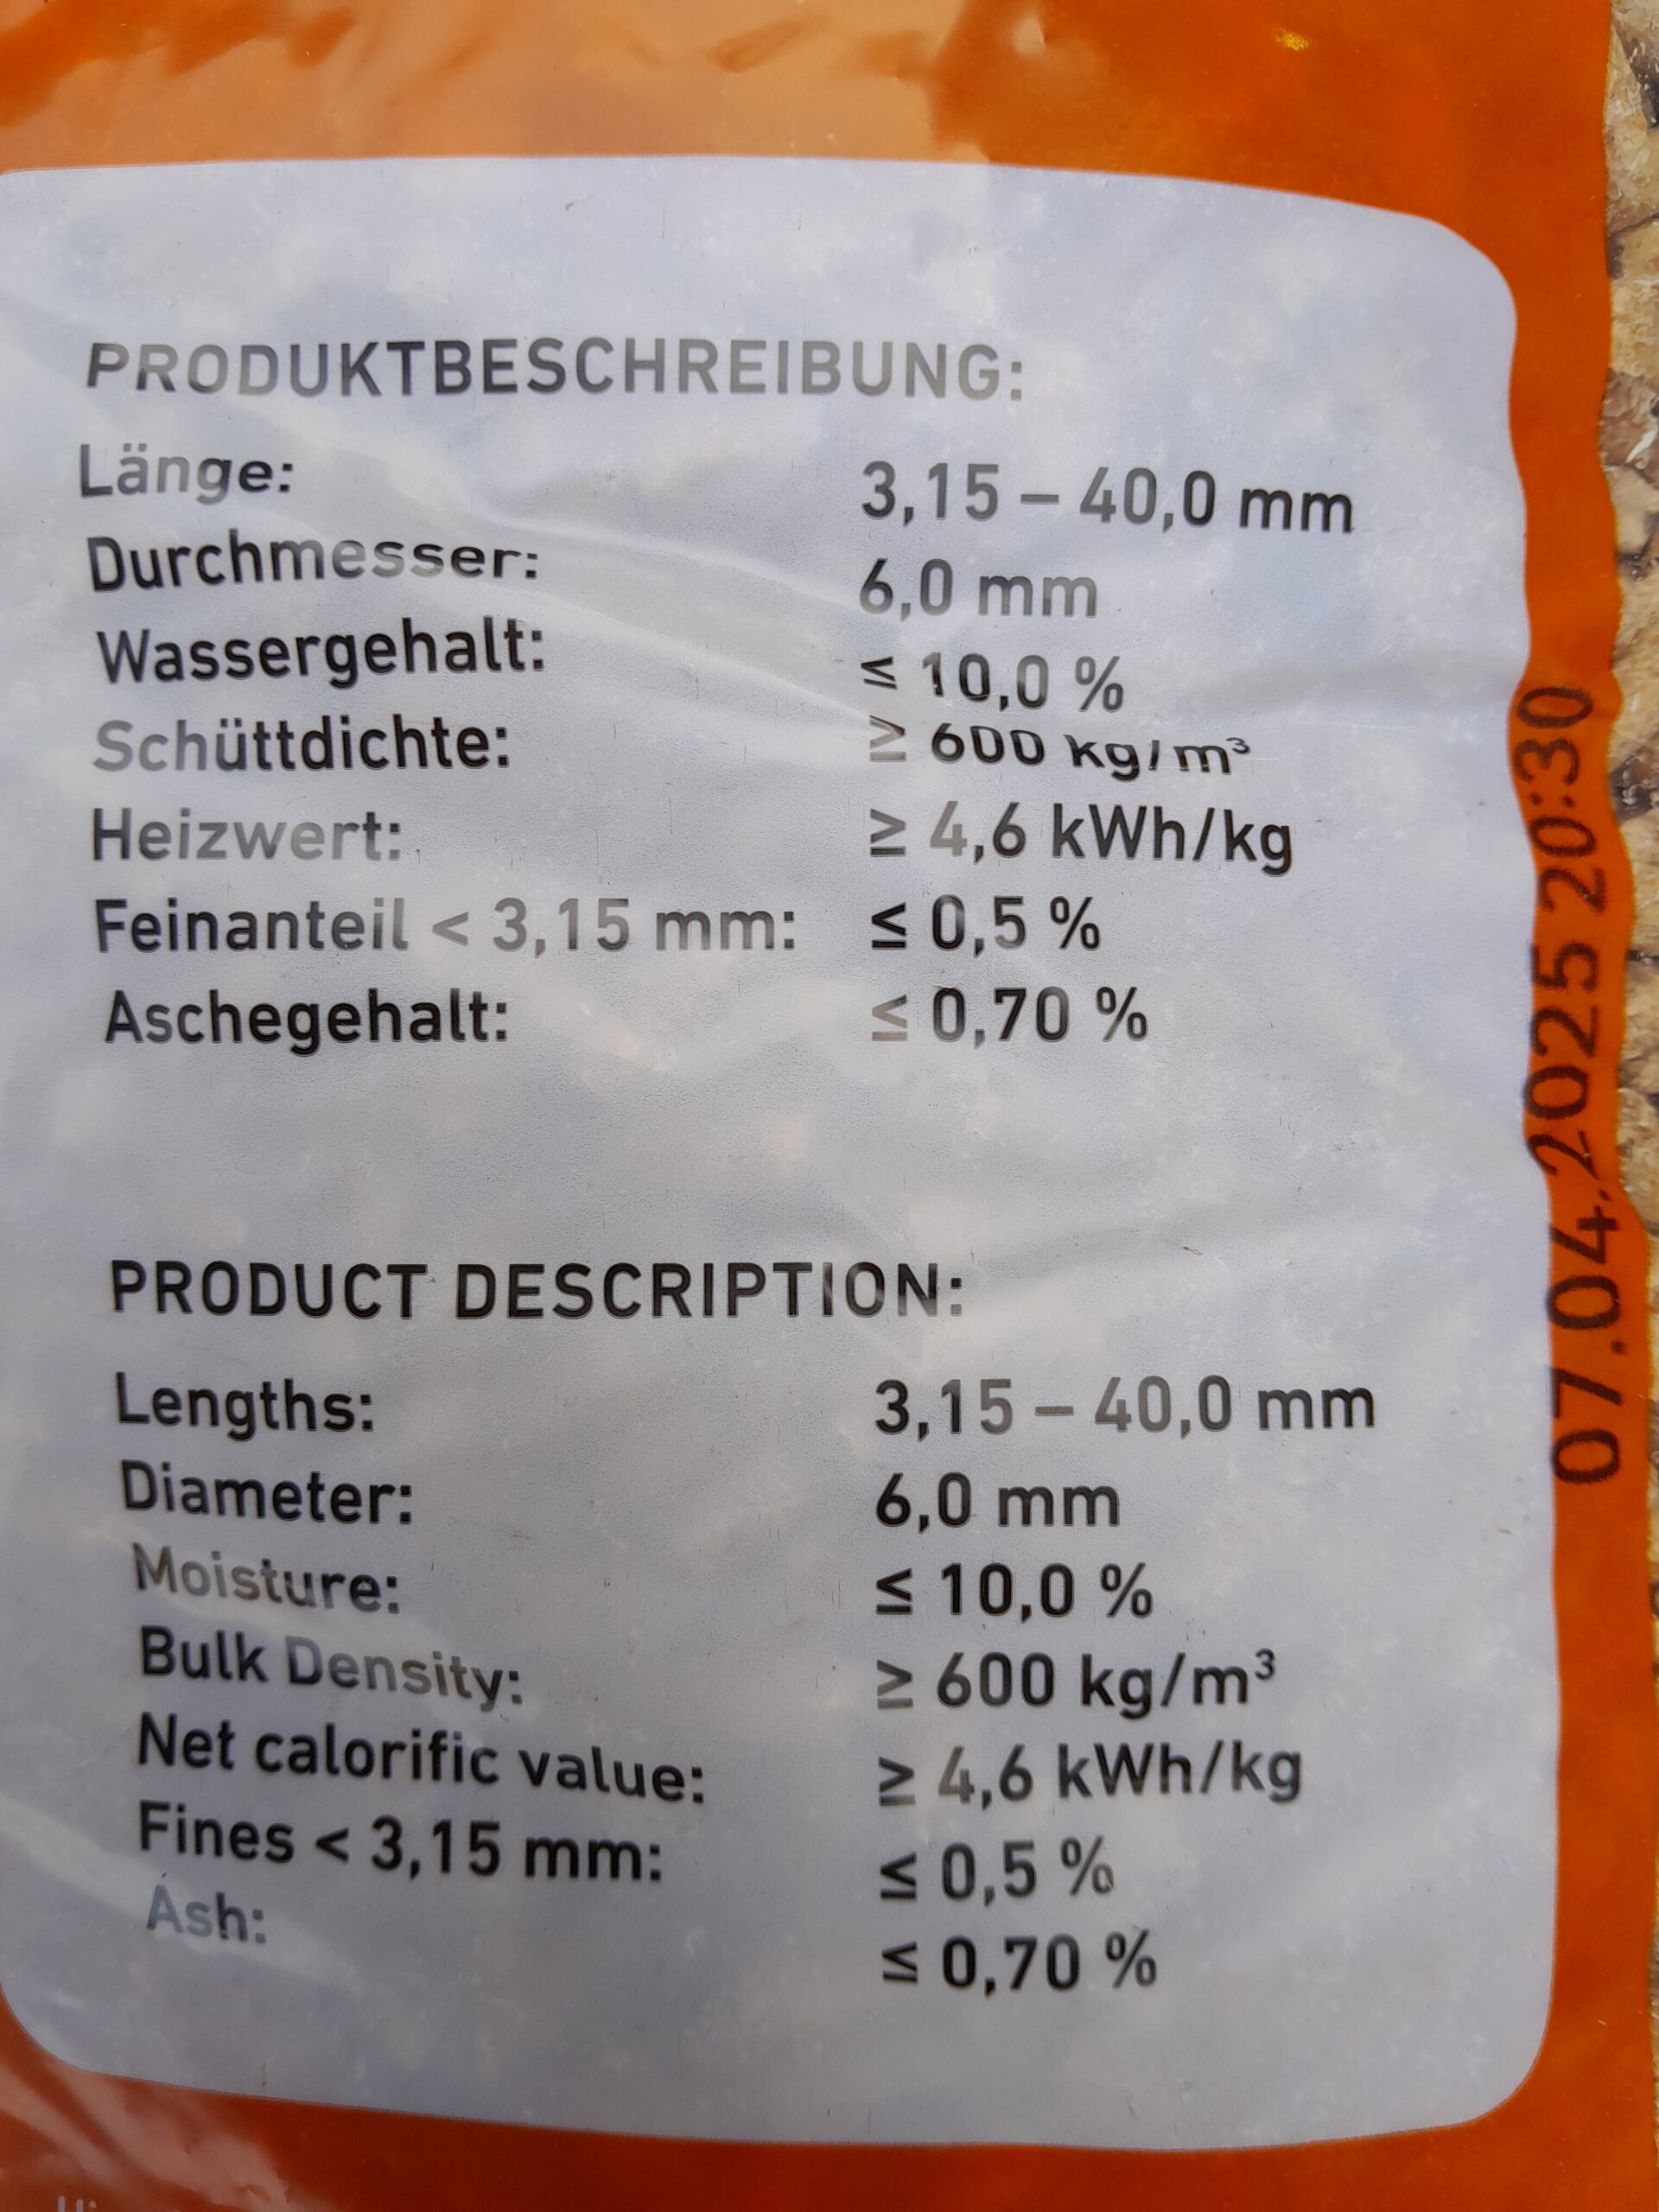 PRODUKTBESCHREIBUNG:
Länge: 3,15 – 40,0 mm
Durchmesser: 6,0 mm
Wassergehalt: ≤ 10,0 %
Schüttdichte: ≥ 600 kg/m³
Heizwert: ≥ 4,6 kWh/kg
Feinanteil < 3,15 mm: ≤ 0,5 %
Aschegehalt: ≤ 0,70 %
PRODUCT DESCRIPTION:
Lengths: 3,15 – 40,0 mm
Diameter: 6,0 mm
Moisture: ≤ 10,0 %
Bulk Density: ≥ 600 kg/m³
Net calorific value: ≥ 4,6 kWh/kg
Fines < 3,15 mm: ≤ 0,5 %
Ash: ≤ 0,70 %
07.04.2025 20:30